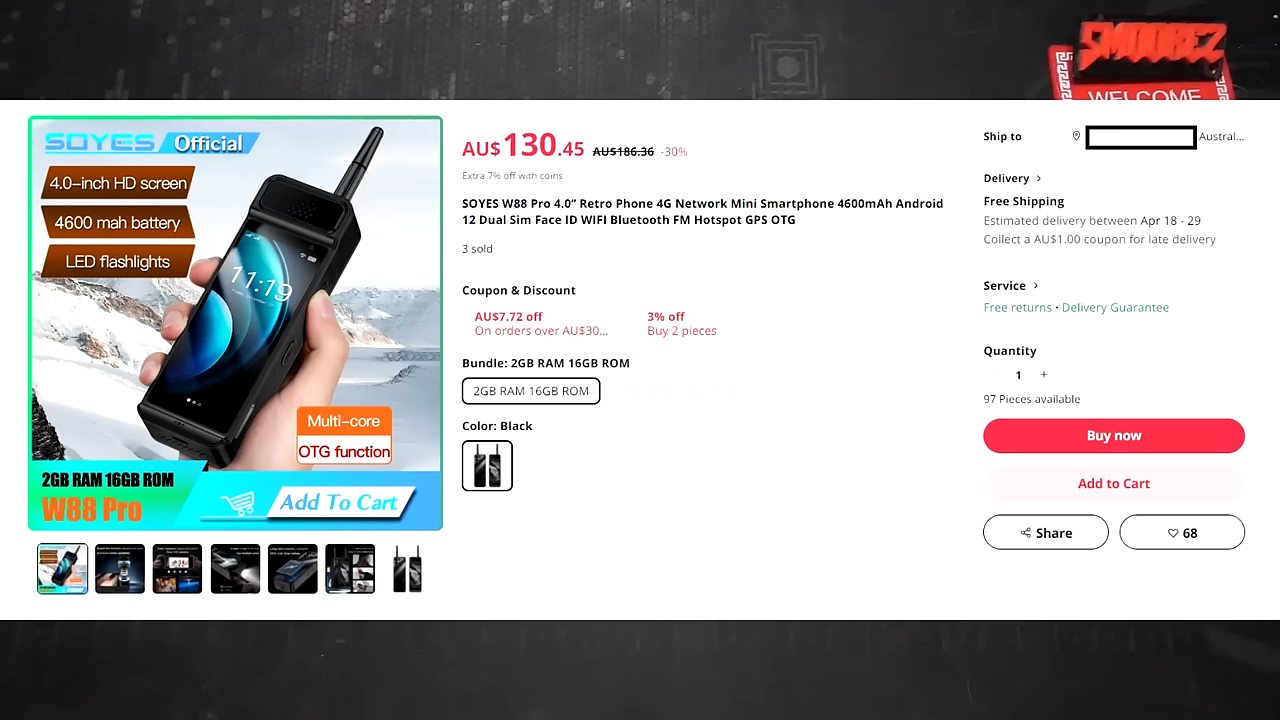 SMOOBEZ
WELCOME
SOYES Official
4.0-inch HD screen
4600 mah battery
LED flashlights
11:19
Multi-core
OTG function
2GB RAM 16GB ROM
W88 Pro
Add To Cart
AU$130.45 AU$186.36 -30%
Extra 7% off with coins
SOYES W88 Pro 4.0” Retro Phone 4G Network Mini Smartphone 4600mAh Android
12 Dual Sim Face ID WIFI Bluetooth FM Hotspot GPS OTG
3 sold
Coupon & Discount
AU$7.72 off
On orders over AU$30...
3% off
Buy 2 pieces
Bundle: 2GB RAM 16GB ROM
2GB RAM 16GB ROM
Color: Black
Ship to
Austral...
Delivery >
Free Shipping
Estimated delivery between Apr 18 - 29
Collect a AU$1.00 coupon for late delivery
Service >
Free returns • Delivery Guarantee
Quantity
1 +
97 Pieces available
Buy now
Add to Cart
Share
68